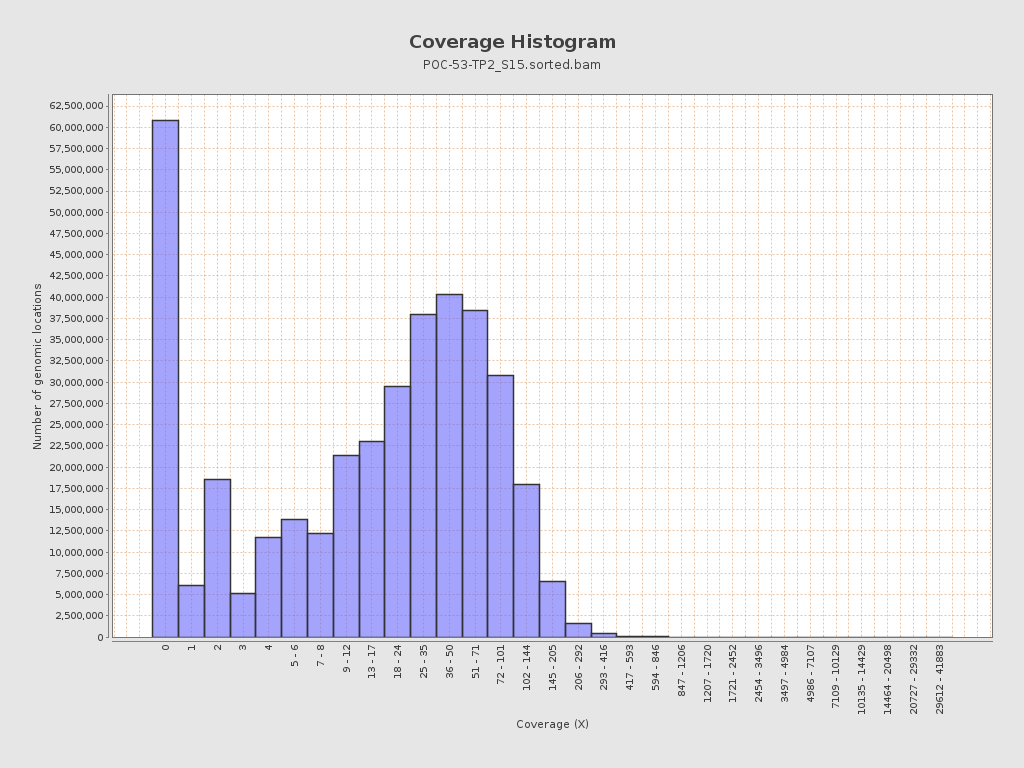 Coverage Histogram
POC-53-TP2_S15.sorted.bam
Number of genomic locations
62,500,000
60,000,000
57,500,000
55,000,000
52,500,000
50,000,000
47,500,000
45,000,000
42,500,000
40,000,000
37,500,000
35,000,000
32,500,000
30,000,000
27,500,000
25,000,000
22,500,000
20,000,000
17,500,000
15,000,000
12,500,000
10,000,000
7,500,000
5,000,000
2,500,000
0
0
1
2
3
4
5 - 6
7 - 8
9 - 12
13 - 17
18 - 24
25 - 35
36 - 50
51 - 71
72 - 101
102 - 144
145 - 205
206 - 292
293 - 416
417 - 593
594 - 846
847 - 1206
1207 - 1720
1721 - 2452
2454 - 3496
3497 - 4984
4986 - 7107
7109 - 10129
10135 - 14429
14464 - 20498
20727 - 29332
29612 - 41883
Coverage (X)